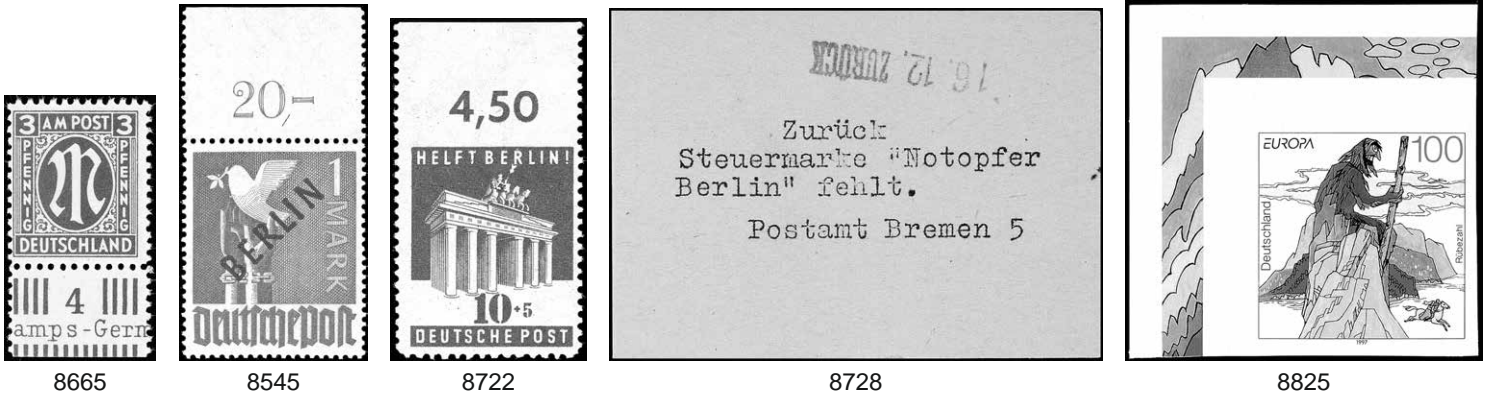 3 AM POST 3
PFENNIG
PFENNIG
M
DEUTSCHLAND
4
amps-Germ
8665
20,-
1 MARK
BERLIN
Deutsche Post
8545
4,50
HELFT BERLIN!
10+5
DEUTSCHE POST
8722
16. 12. ZURÜCK
Zurück
Steuermarke "Notopfer
Berlin" fehlt.
Postamt Bremen 5
8728
EUROPA
100
Deutschland
Rübezahl
1997
8825